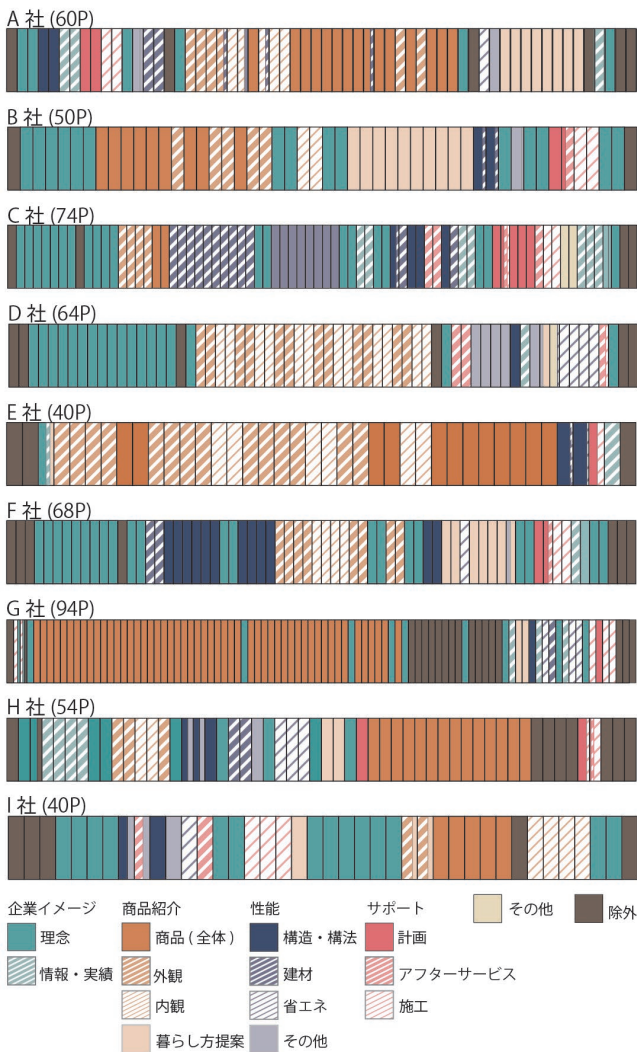 A 社 (60P)
B 社 (50P)
C 社 (74P)
D 社 (64P)
E 社 (40P)
F 社 (68P)
G 社 (94P)
H 社 (54P)
I 社 (40P)
企業イメージ 商品紹介 性能 サポート その他 除外
理念 商品 ( 全体 ) 構造・構法 計画
情報・実績 外観 建材 アフターサービス
内観 省エネ 施工
暮らし方提案 その他